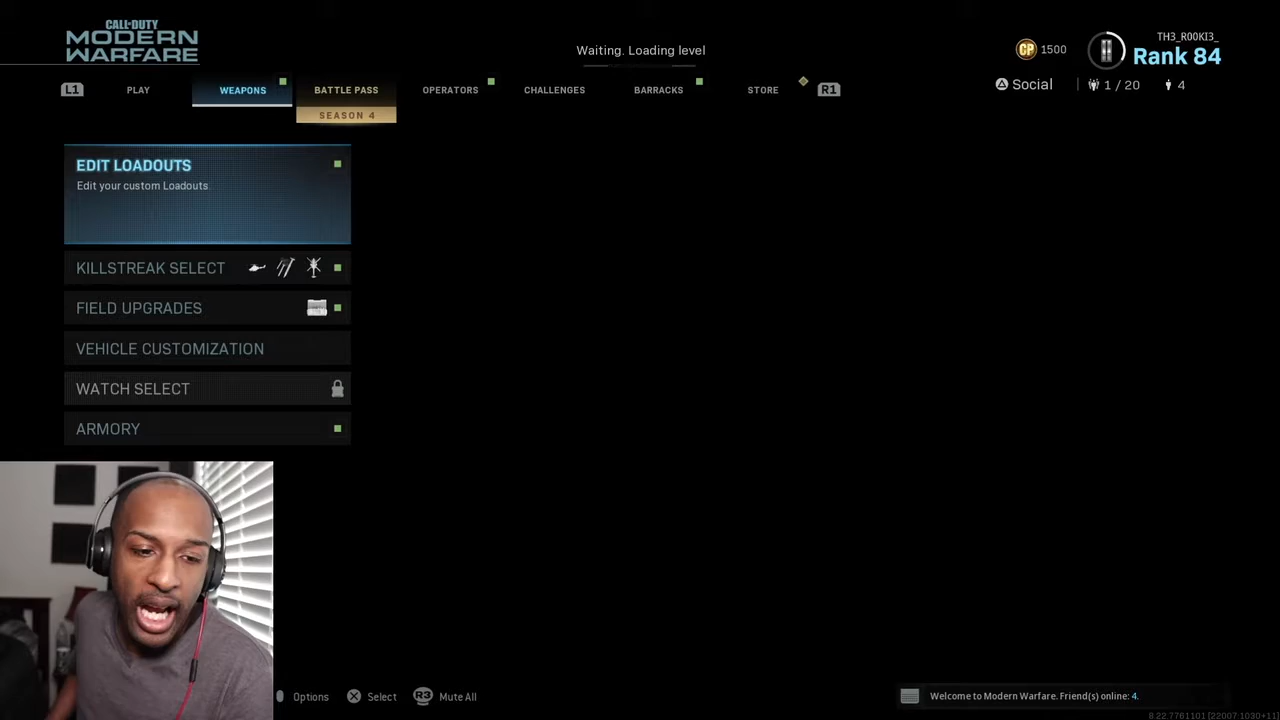 CALL OF DUTY
MODERN
WARFARE
Waiting. Loading level
CP 1500
TH3_R00KI3_
Rank 84
Social
1 / 20
4
L1
PLAY
WEAPONS
BATTLE PASS
SEASON 4
OPERATORS
CHALLENGES
BARRACKS
STORE
R1
EDIT LOADOUTS
Edit your custom Loadouts.
KILLSTREAK SELECT
FIELD UPGRADES
VEHICLE CUSTOMIZATION
WATCH SELECT
ARMORY
Options
Select
R3 Mute All
Welcome to Modern Warfare. Friend(s) online: 4.